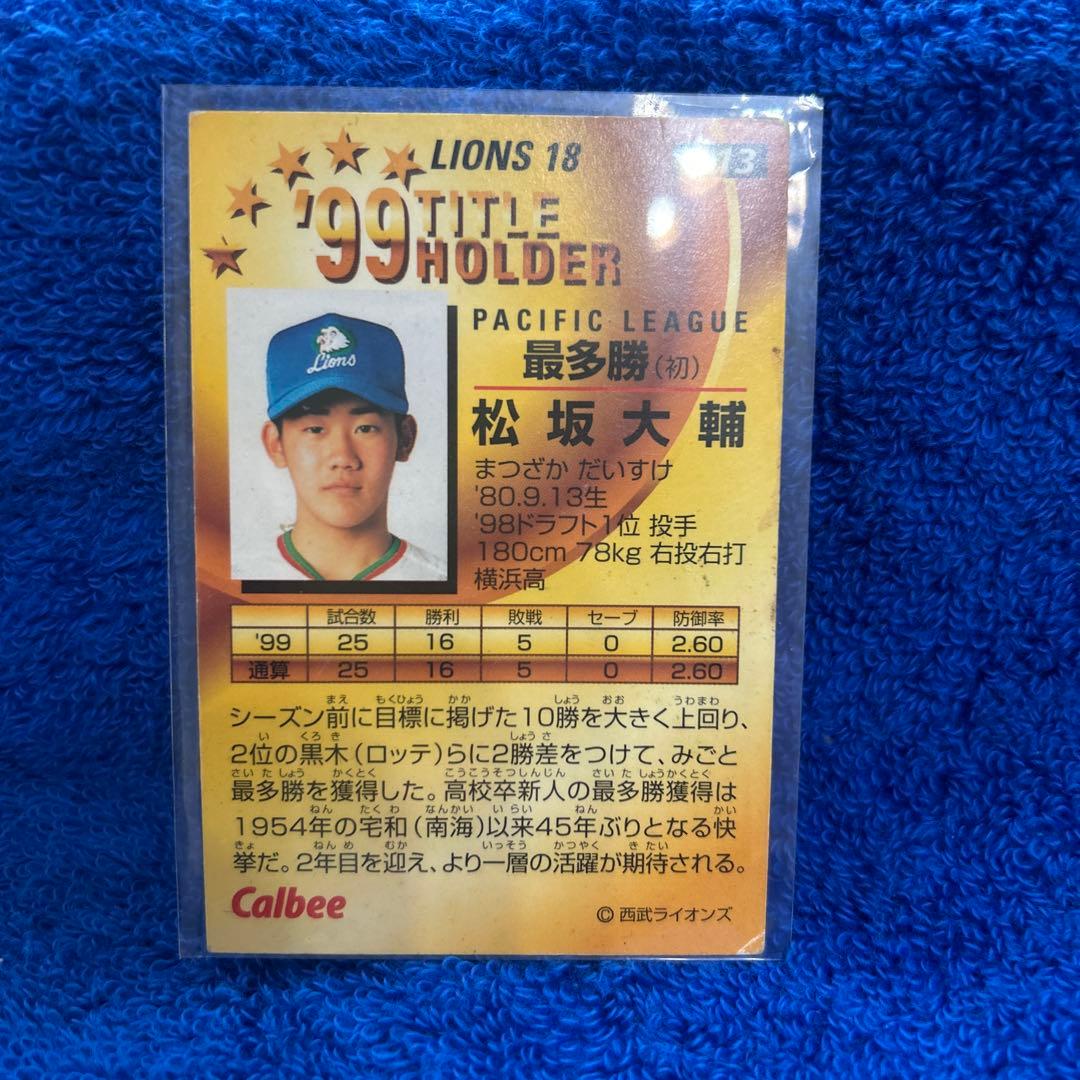 LIONS 18
'99 TITLE HOLDER
Lions
PACIFIC LEAGUE
最多勝(初)
松坂大輔
まつざか だいすけ
'80.9.13生
'98ドラフト1位 投手
180cm 78kg 右投右打
横浜高
試合数 勝利 敗戦 セーブ 防御率
'99 25 16 5 0 2.60
通算 25 16 5 0 2.60
シーズン前に目標に掲げた10勝を大きく上回り、
2位の黒木(ロッテ)らに2勝差をつけて、みごと
最多勝を獲得した。高校卒新人の最多勝獲得は
1954年の宅和(南海)以来45年ぶりとなる快
挙だ。2年目を迎え、より一層の活躍が期待される。
Calbee
© 西武ライオンズ